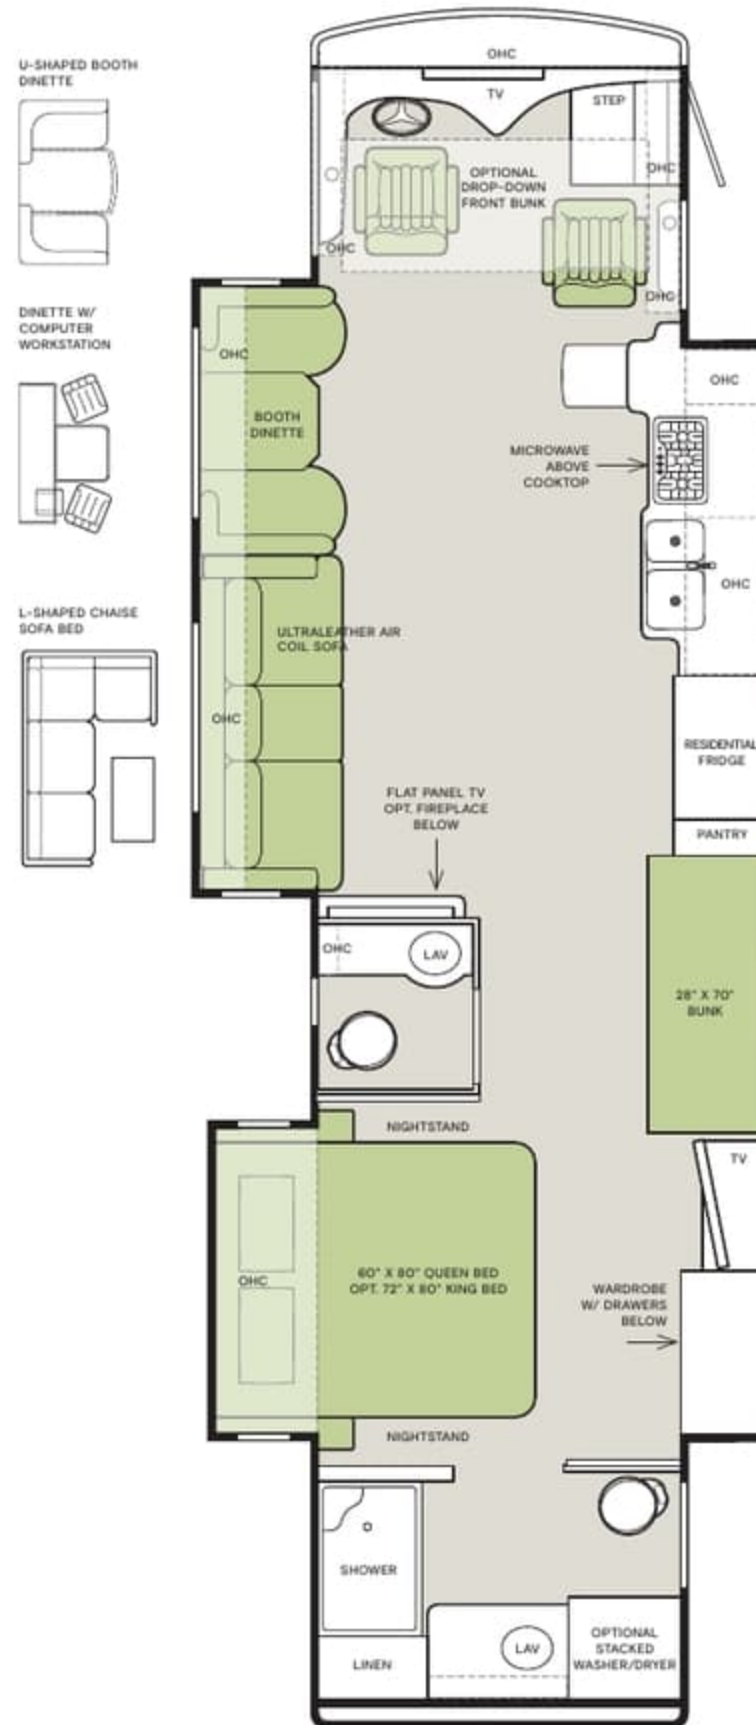 U-SHAPED BOOTH
DINETTE
DINETTE W/
COMPUTER
WORKSTATION
L-SHAPED CHAISE
SOFA BED
OHC
TV
STEP
OPTIONAL
DROP-DOWN
FRONT BUNK
OHC
OHC
OHC
OHC
BOOTH
DINETTE
OHC
MICROWAVE
ABOVE
COOKTOP
OHC
ULTRALEATHER AIR
COIL SOFA
OHC
RESIDENTIAL
FRIDGE
PANTRY
FLAT PANEL TV
OPT. FIREPLACE
BELOW
OHC
LAV
28" X 70"
BUNK
NIGHTSTAND
TV
OHC
60" X 80" QUEEN BED
OPT. 72" X 80" KING BED
WARDROBE
W/ DRAWERS
BELOW
NIGHTSTAND
SHOWER
LINEN
LAV
OPTIONAL
STACKED
WASHER/DRYER